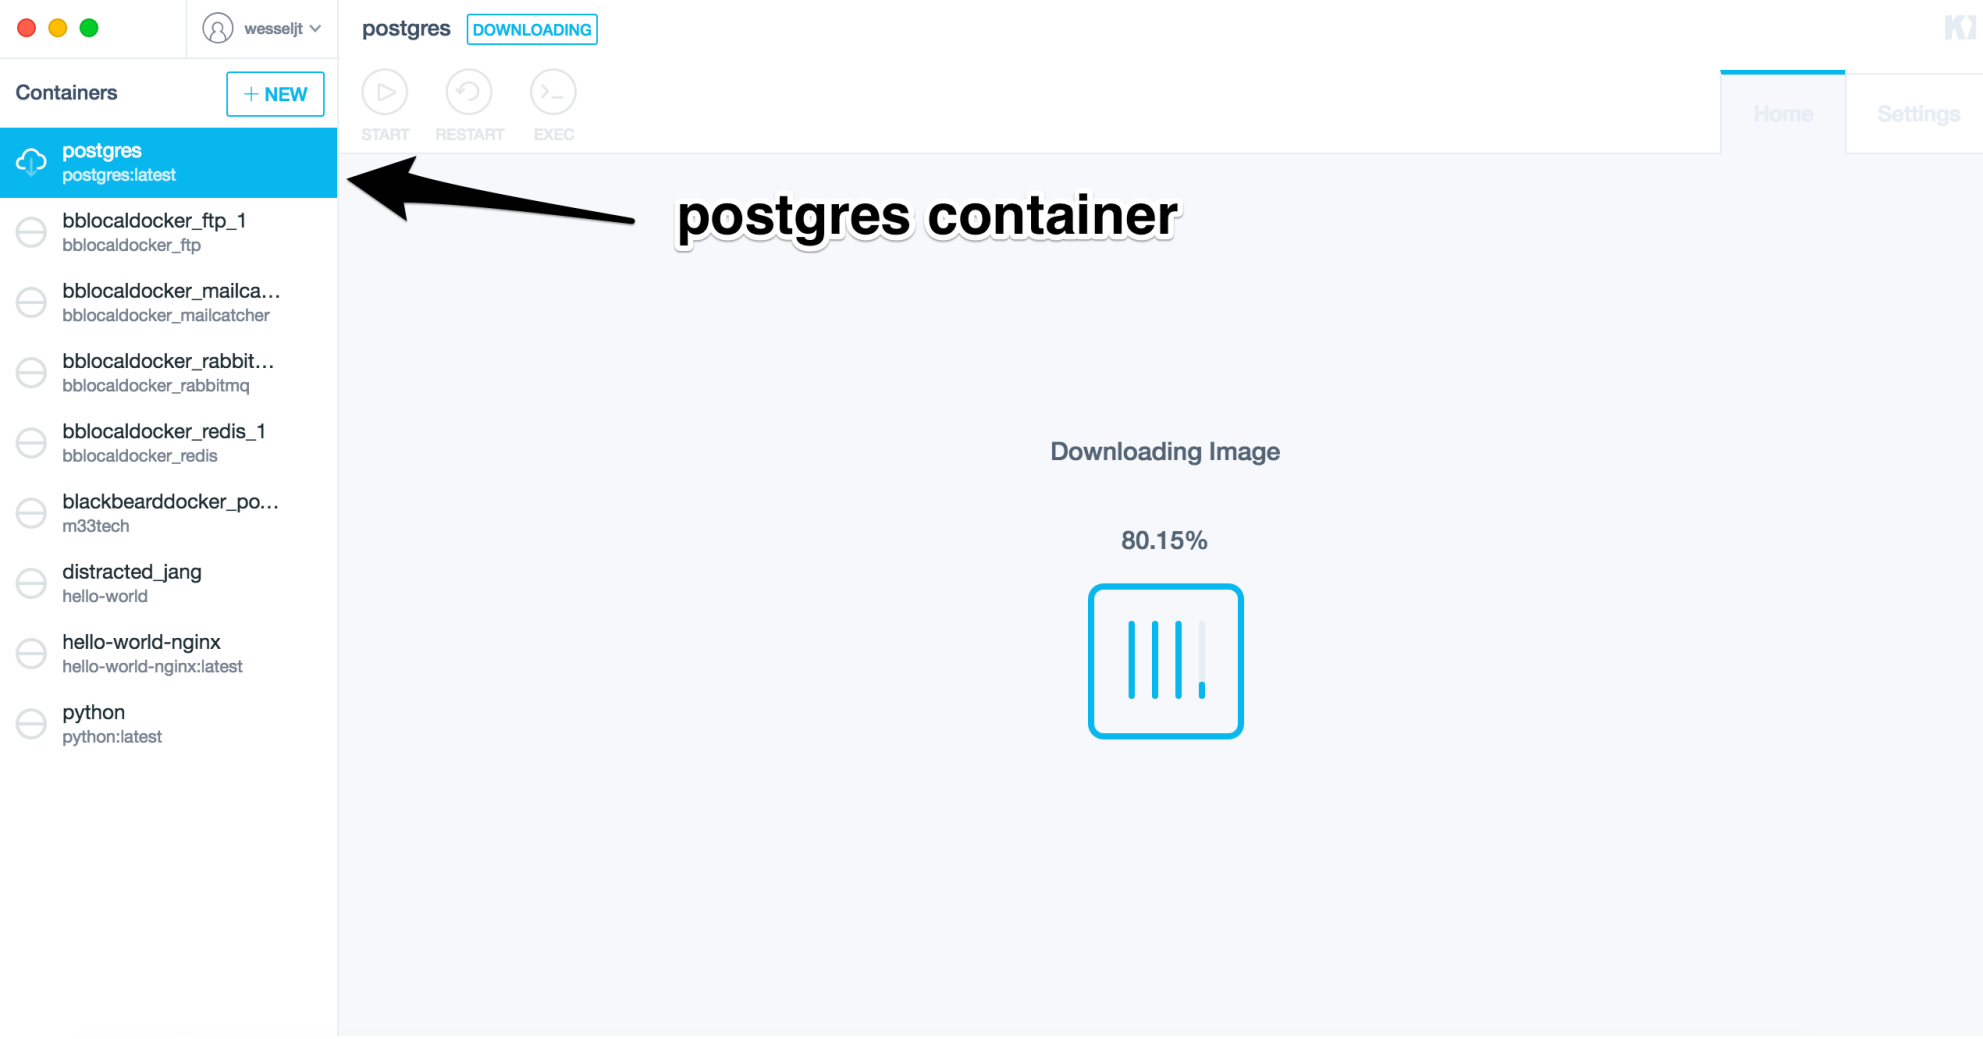 wesseljt
postgres DOWNLOADING
Containers
+ NEW
START RESTART EXEC
Home Settings
postgres
postgres:latest
bblocaldocker_ftp_1
bblocaldocker_ftp
bblocaldocker_mailca...
bblocaldocker_mailcatcher
bblocaldocker_rabbit...
bblocaldocker_rabbitmq
bblocaldocker_redis_1
bblocaldocker_redis
blackbearddocker_po...
m33tech
distracted_jang
hello-world
hello-world-nginx
hello-world-nginx:latest
python
python:latest
postgres container
Downloading Image
80.15%